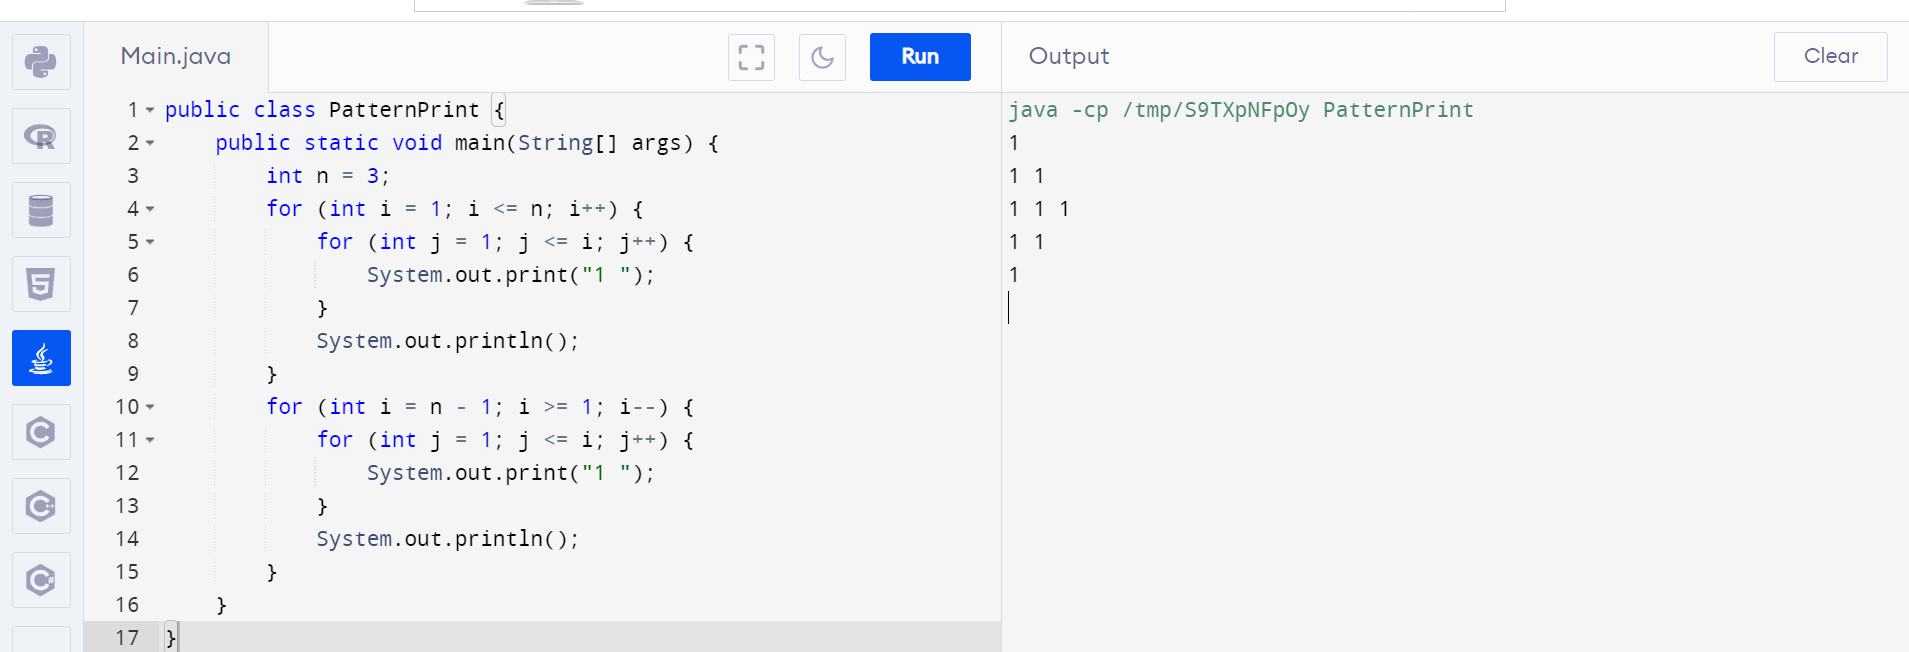 Main.java
Run
Output
Clear
1 public class PatternPrint {
2     public static void main(String[] args) {
3         int n = 3;
4         for (int i = 1; i <= n; i++) {
5             for (int j = 1; j <= i; j++) {
6                 System.out.print("1 ");
7             }
8             System.out.println();
9         }
10         for (int i = n - 1; i >= 1; i--) {
11             for (int j = 1; j <= i; j++) {
12                 System.out.print("1 ");
13             }
14             System.out.println();
15         }
16     }
17 }
java -cp /tmp/S9TXpNFpOy PatternPrint
1
1 1
1 1 1
1 1
1